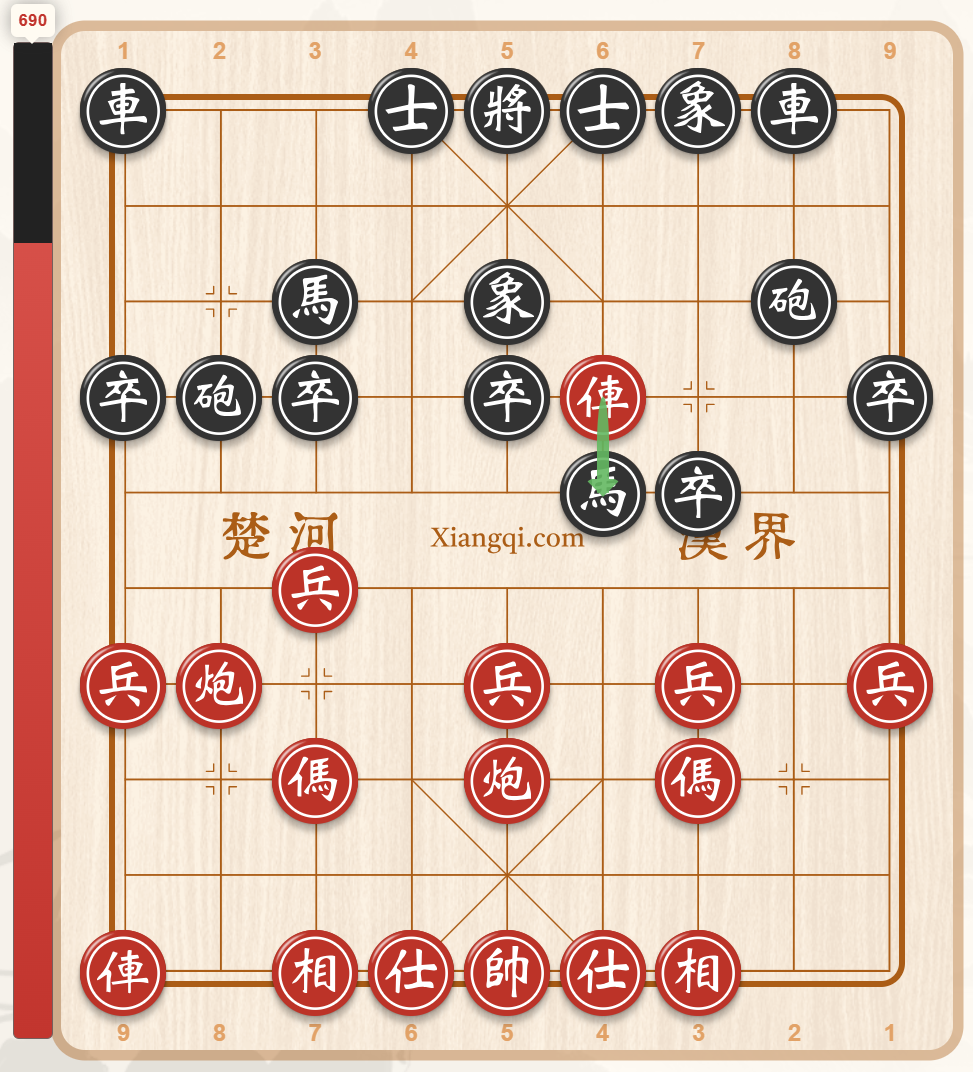 690
1 2 3 4 5 6 7 8 9
車 士 將 士 象 車
馬 象 砲
卒 砲 卒 卒 俥 卒
馬 卒
楚 河 Xiangqi.com 漢 界
兵
兵 炮 兵 兵 兵
傌 炮 傌
俥 相 仕 帥 仕 相
9 8 7 6 5 4 3 2 1